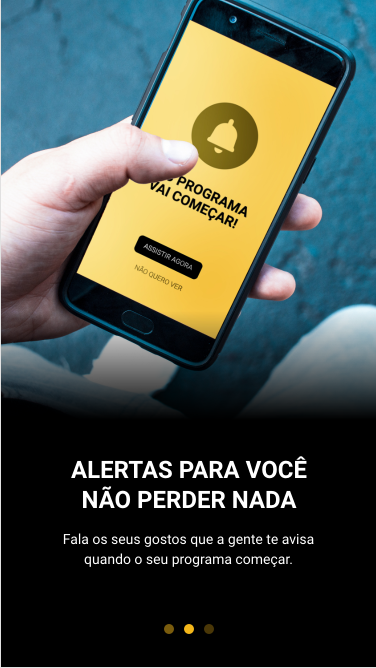 PROGRAMA
VAI COMEÇAR!
ASSISTIR AGORA
NÃO QUERO VER
ALERTAS PARA VOCÊ
NÃO PERDER NADA
Fala os seus gostos que a gente te avisa
quando o seu programa começar.